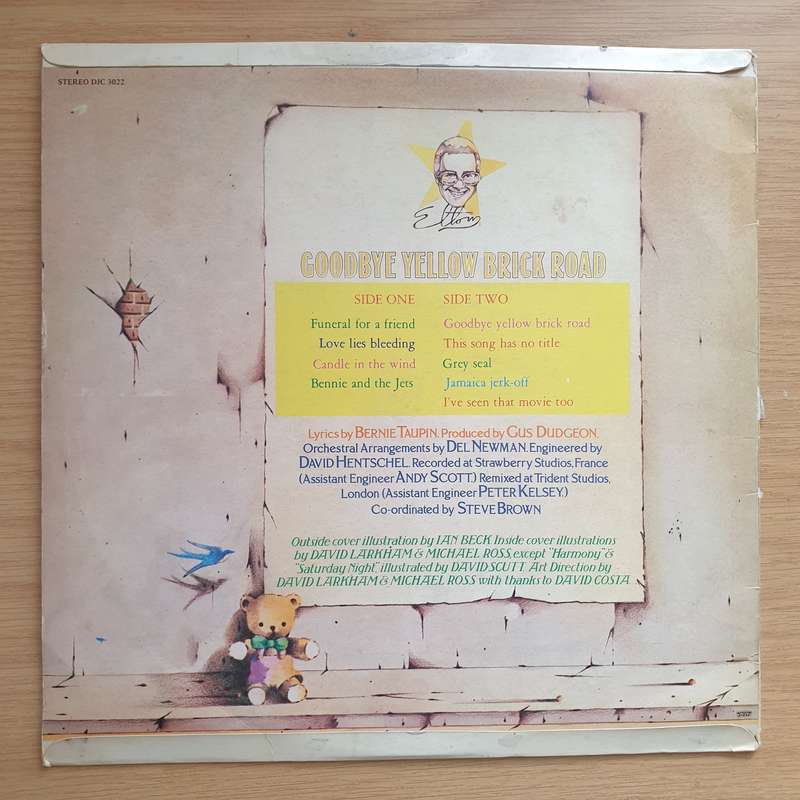 STEREO DJC 3022
Elton
GOODBYE YELLOW BRICK ROAD
SIDE ONE
Funeral for a friend
Love lies bleeding
Candle in the wind
Bennie and the Jets
SIDE TWO
Goodbye yellow brick road
This song has no title
Grey seal
Jamaica jerk-off
I've seen that movie too
Lyrics by BERNIE TAUPIN. Produced by GUS DUDGEON.
Orchestral Arrangements by DEL NEWMAN. Engineered by
DAVID HENTSCHEL. Recorded at Strawberry Studios, France
(Assistant Engineer ANDY SCOTT.) Remixed at Trident Studios,
London (Assistant Engineer PETER KELSEY.)
Co-ordinated by STEVE BROWN
Outside cover illustration by IAN BECK Inside cover illustrations
by DAVID LARKHAM & MICHAEL ROSS, except "Harmony" &
"Saturday Night", illustrated by DAVID SCUTT Art Direction by
DAVID LARKHAM & MICHAEL ROSS with thanks to DAVID COSTA